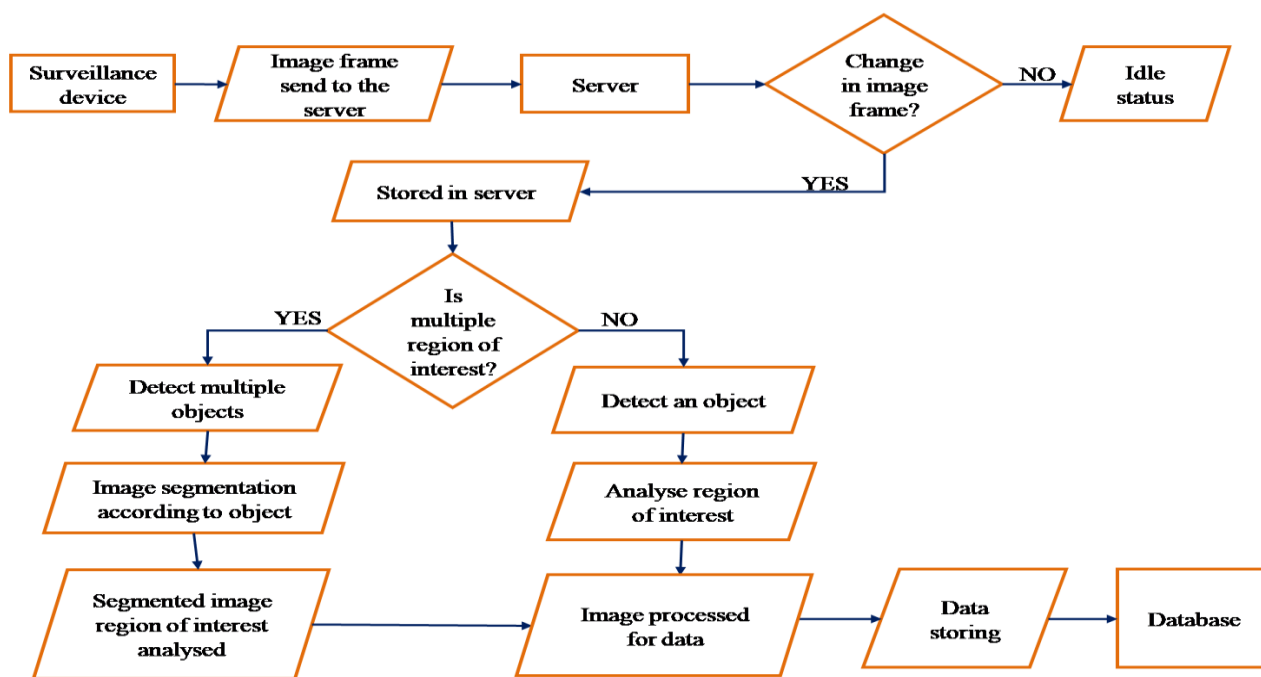 Surveillance
device
Image frame
send to the
server
Server
Change
in image
frame?
NO
Idle
status
YES
Stored in server
Is
multiple
region of
interest?
YES
NO
Detect multiple
objects
Detect an object
Image segmentation
according to object
Analyse region
of interest
Segmented image
region of interest
analysed
Image processed
for data
Data
storing
Database